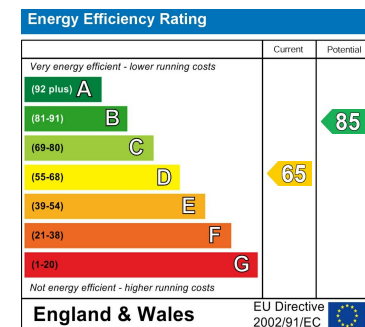 Energy Efficiency Rating
Current Potential
Very energy efficient - lower running costs
(92 plus) A
(81-91) B
85
(69-80) C
(55-68) D
65
(39-54) E
(21-38) F
(1-20) G
Not energy efficient - higher running costs
England & Wales
EU Directive
2002/91/EC